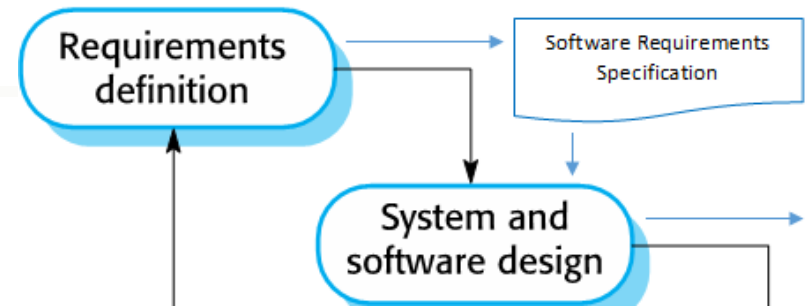 Requirements
definition
Software Requirements
Specification
System and
software design